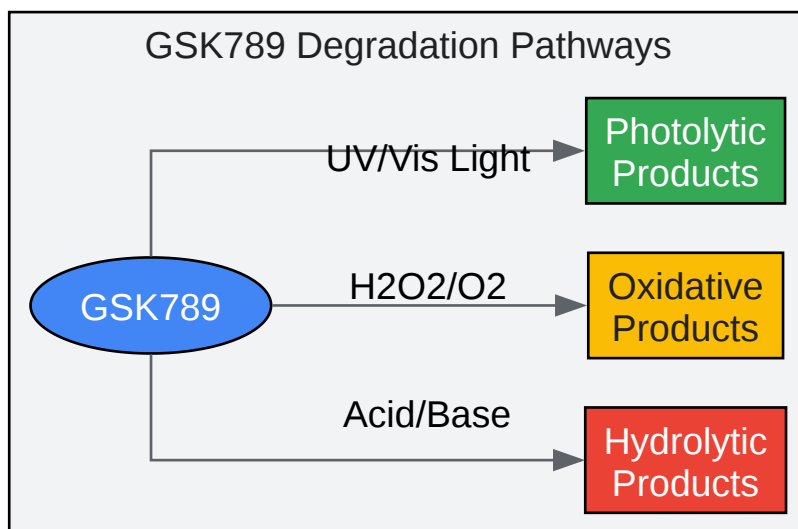 GSK789 Degradation Pathways
Photolytic
Products
UV/Vis Light
GSK789
H2O2/O2
Oxidative
Products
Acid/Base
Hydrolytic
Products